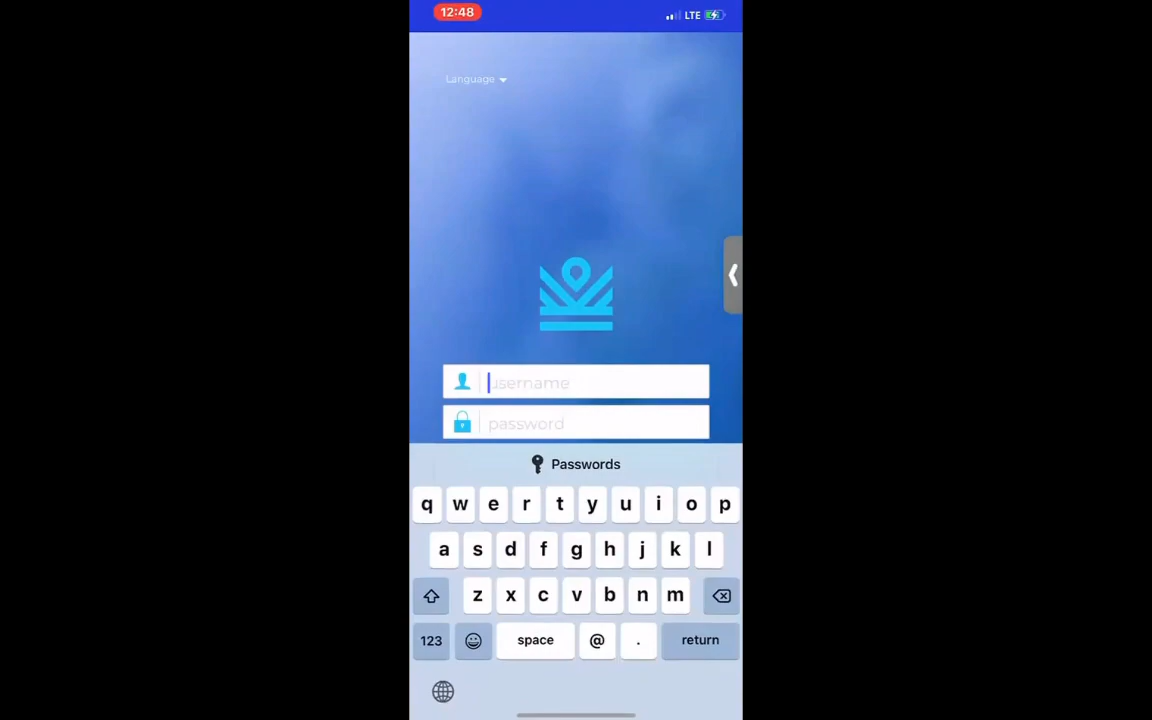 12:48 LTE
Language
username
password
Passwords
q w e r t y u i o p
a s d f g h j k l
z x c v b n m
123 space @ . return